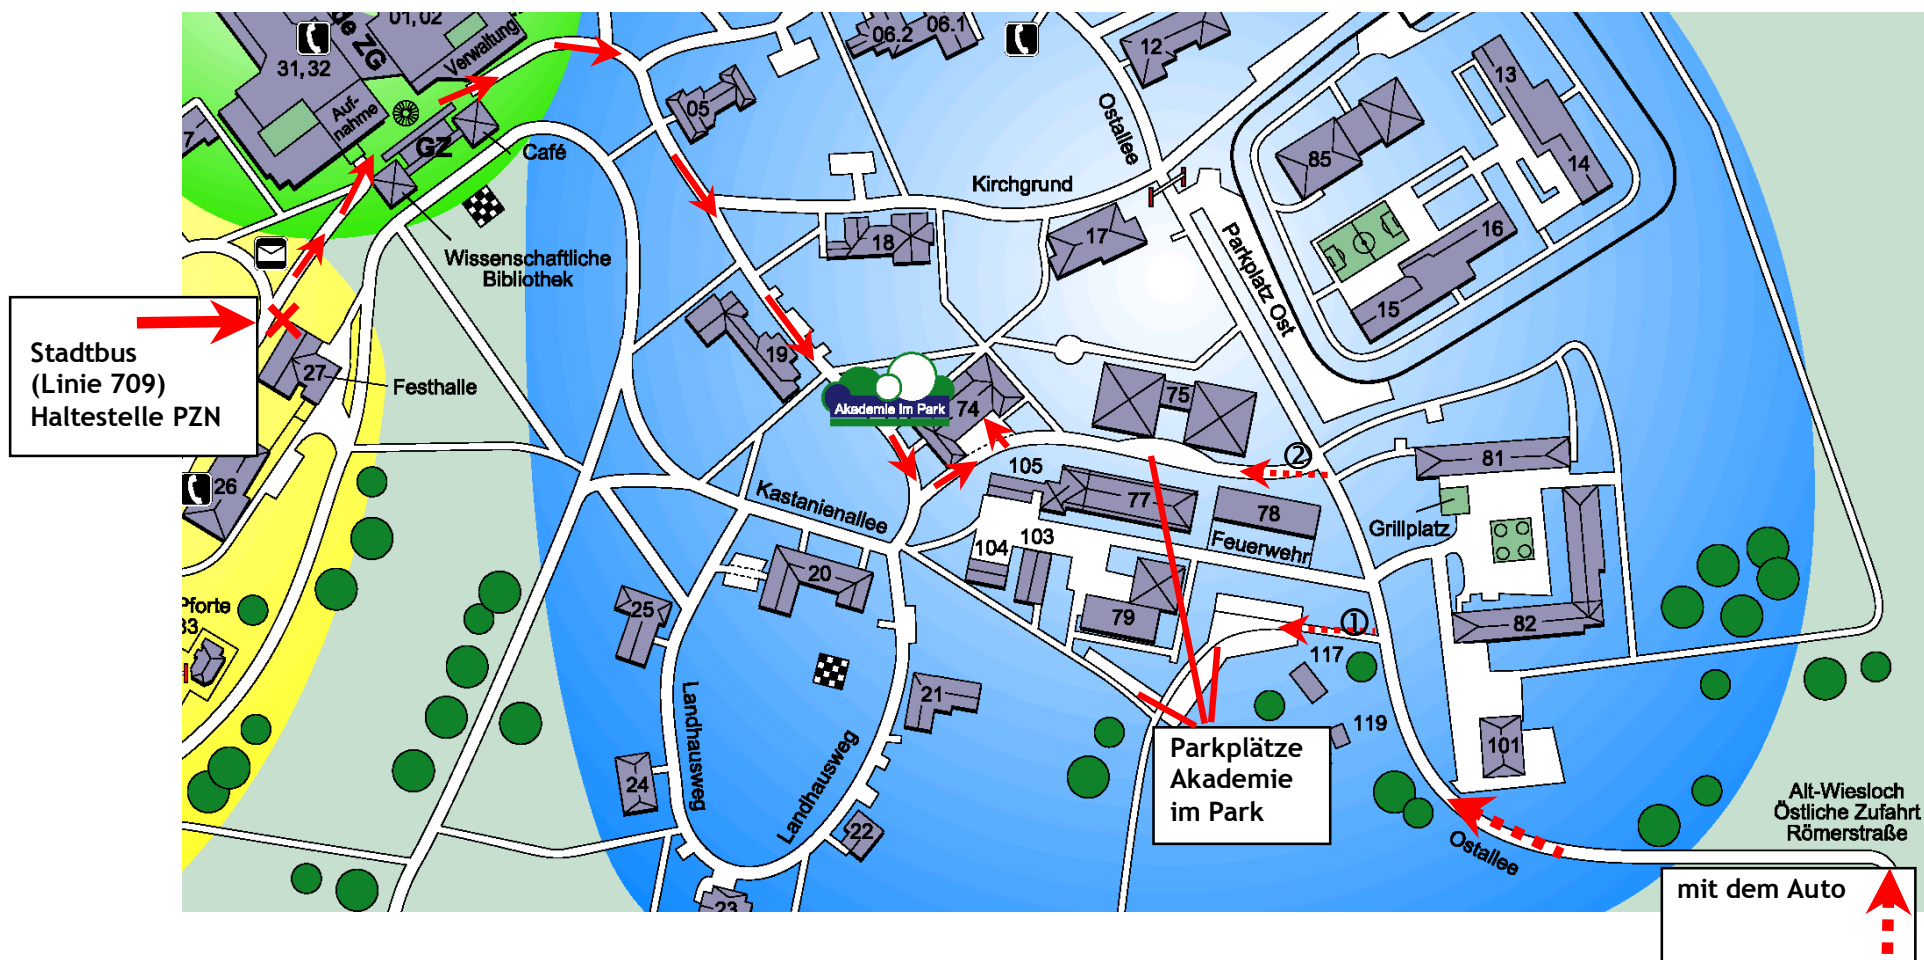 01,02
de ZG
31,32
Verwaltung
Auf-
nahme
GZ
Café
7
05
06.2
06.1
12
Ostallee
13
14
85
Kirchgrund
16
15
17
18
Parkplatz Ost
Wissenschaftliche
Bibliothek
Stadtbus
(Linie 709)
Haltestelle PZN
27
Festhalle
19
Akademie im Park
74
75
26
Kastanienallee
105
77
78
Feuerwehr
②
81
Grillplatz
104
103
20
25
79
①
82
Pforte
33
117
119
21
Landhausweg
Landhausweg
24
22
23
Parkplätze
Akademie
im Park
101
Ostallee
Alt-Wiesloch
Östliche Zufahrt
Römerstraße
mit dem Auto